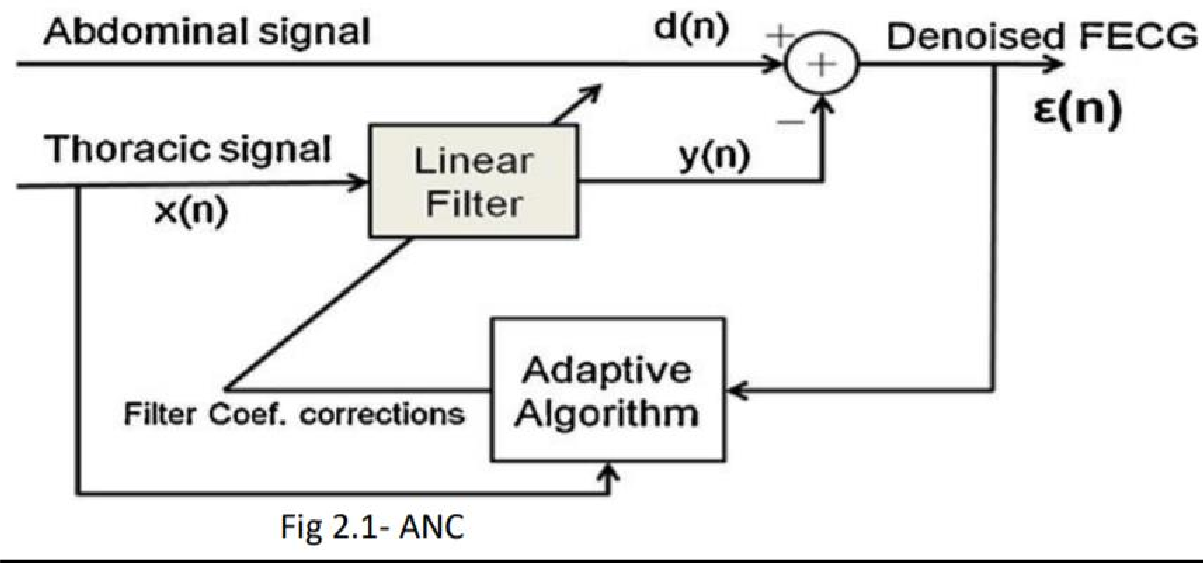 Abdominal signal
d(n)
+
+
Denoised FECG
ε(n)
Thoracic signal
x(n)
Linear
Filter
y(n)
–
Adaptive
Algorithm
Filter Coef. corrections
Fig 2.1- ANC